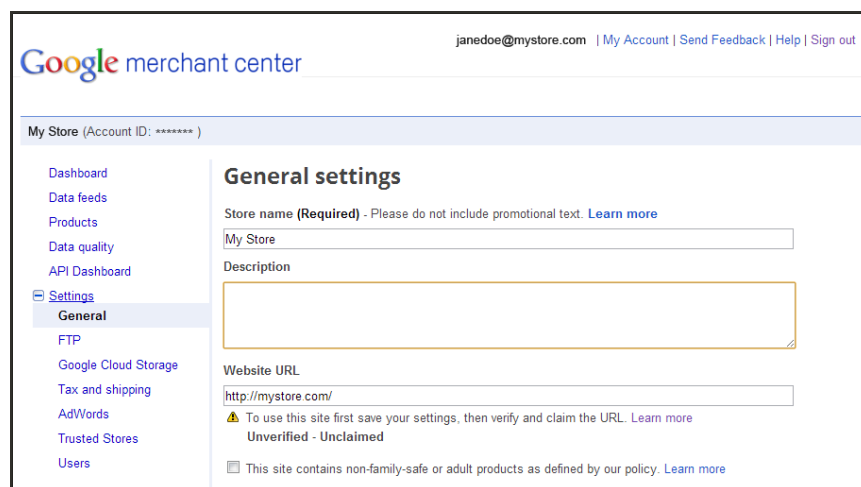 janedoe@mystore.com | My Account | Send Feedback | Help | Sign out
Google merchant center
My Store (Account ID: ******* )
Dashboard
Data feeds
Products
Data quality
API Dashboard
Settings
General
FTP
Google Cloud Storage
Tax and shipping
AdWords
Trusted Stores
Users
General settings
Store name (Required) - Please do not include promotional text. Learn more
My Store
Description
Website URL
http://mystore.com/
To use this site first save your settings, then verify and claim the URL. Learn more
Unverified - Unclaimed
This site contains non-family-safe or adult products as defined by our policy. Learn more